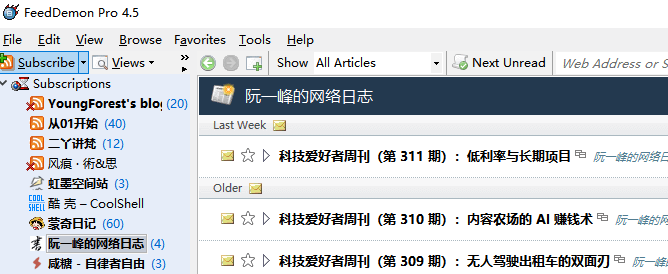 FeedDemon Pro 4.5
File Edit View Browse Favorites Tools Help
Subscribe Views Show All Articles Next Unread Web Address or S
Subscriptions
YoungForest's blog (20)
从01开始 (40)
二丫讲梵 (12)
风痕 · 術&思
虹墨空间站 (3)
酷 壳 – CoolShell
蒙奇日记 (60)
阮一峰的网络日志 (4)
咸糖 - 自律者自由 (3)
阮一峰的网络日志
Last Week
科技爱好者周刊（第 311 期）：低利率与长期项目 阮一峰的网络日
Older
科技爱好者周刊（第 310 期）：内容农场的 AI 赚钱术 阮一峰的网
科技爱好者周刊（第 309 期）：无人驾驶出租车的双面刃 阮一峰